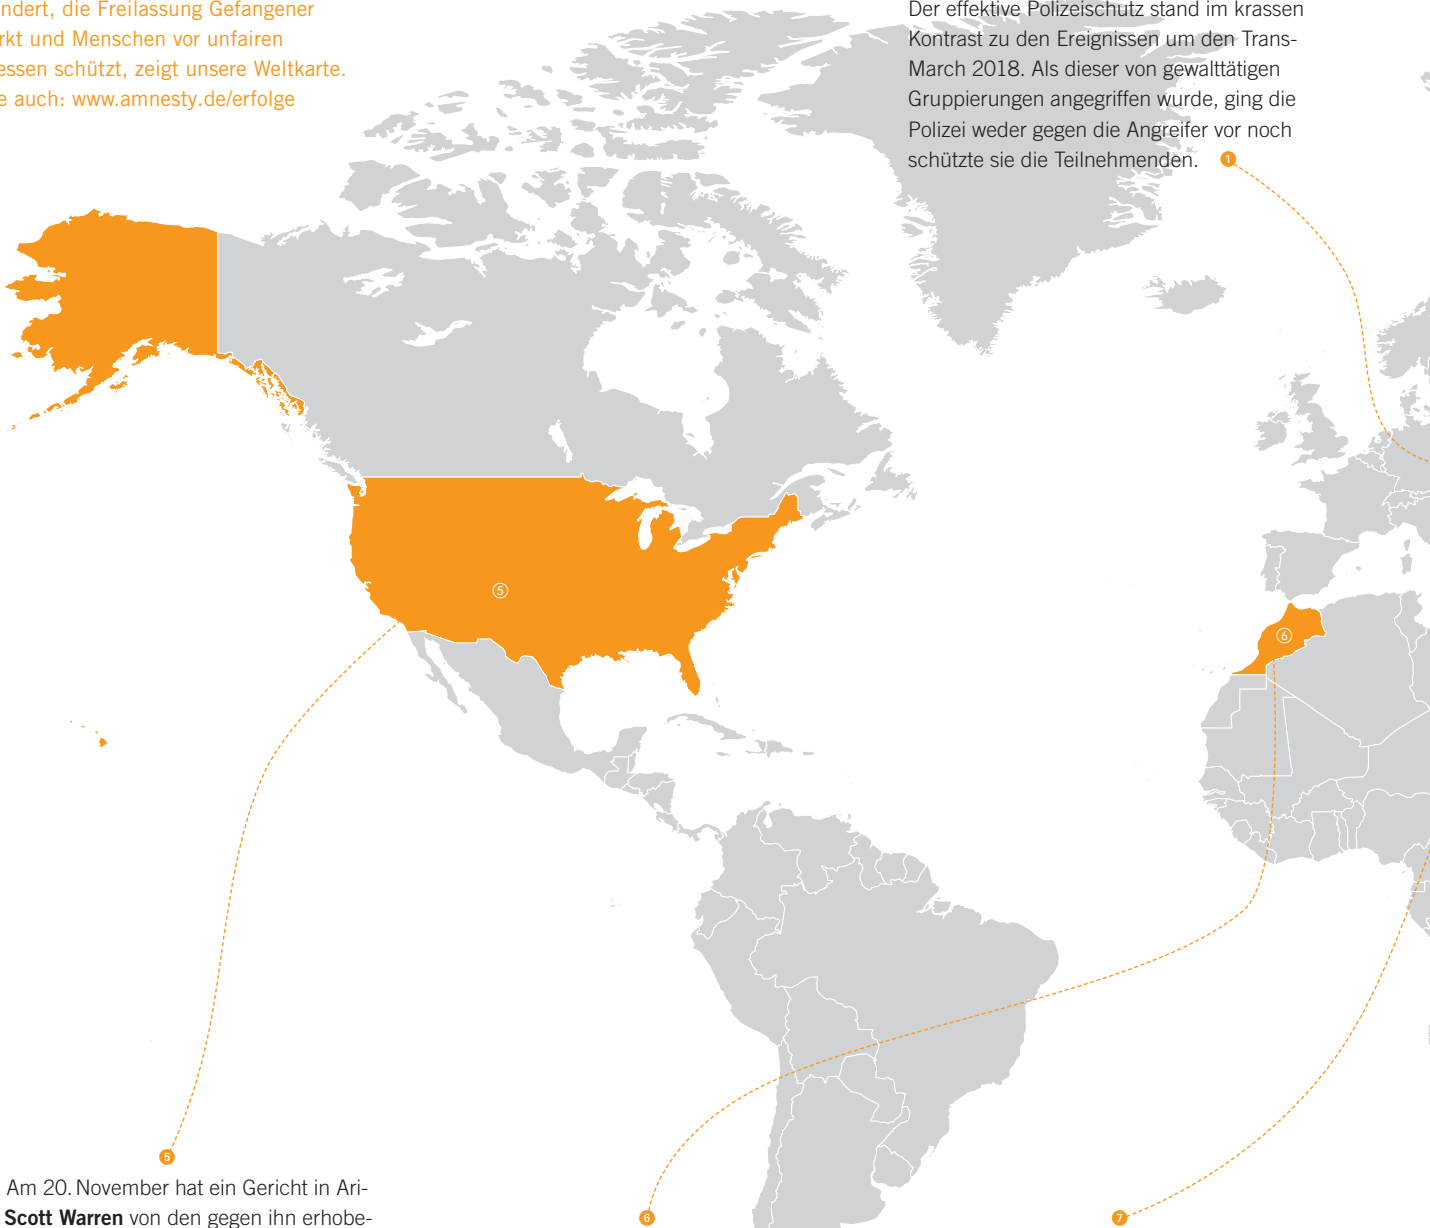 ndert, die Freilassung Gefangener
rkt und Menschen vor unfairen
essen schützt, zeigt unsere Weltkarte.
e auch: www.amnesty.de/erfolge
Der effektive Polizeischutz stand im krassen
Kontrast zu den Ereignissen um den Trans-
March 2018. Als dieser von gewalttätigen
Gruppierungen angegriffen wurde, ging die
Polizei weder gegen die Angreifer vor noch
schützte sie die Teilnehmenden.
1
5
6
5
Am 20. November hat ein Gericht in Ari-
Scott Warren von den gegen ihn erhobe-
6
7